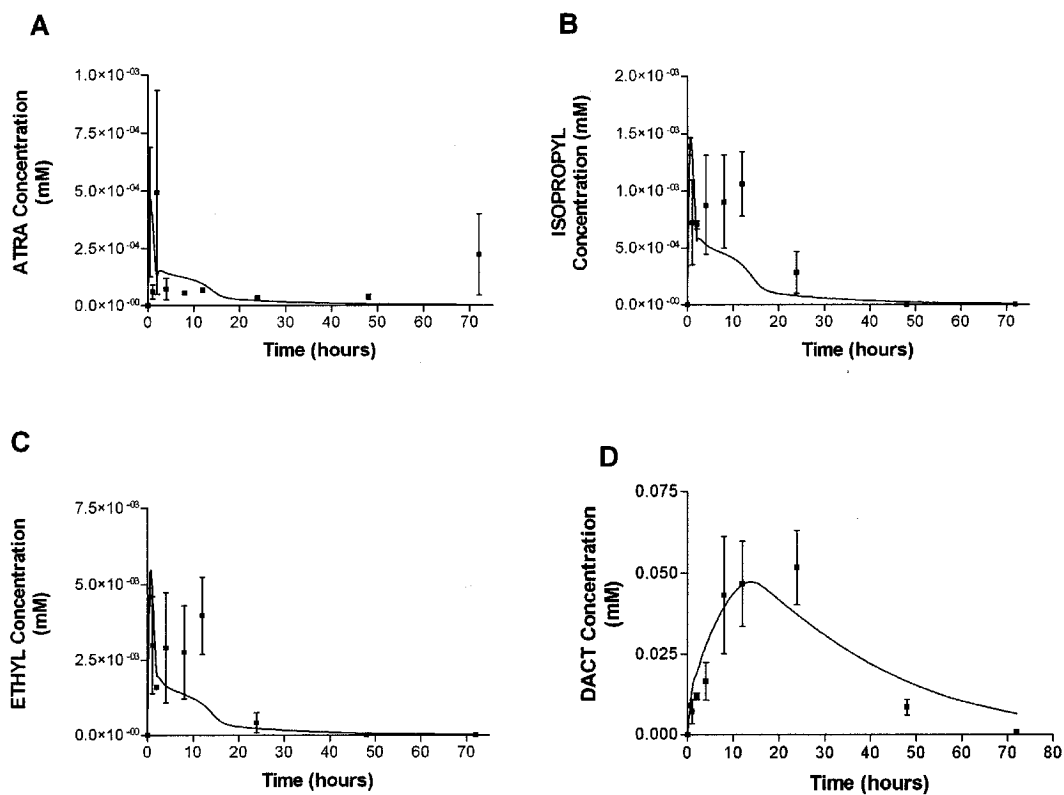 A
ATRA Concentration
(mM)
1.0×10⁻⁰³
7.5×10⁻⁰⁴
5.0×10⁻⁰⁴
2.5×10⁻⁰⁴
0.0×10⁻⁰⁰
0 10 20 30 40 50 60 70
Time (hours)
B
ISOPROPYL
Concentration (mM)
2.0×10⁻⁰³
1.5×10⁻⁰³
1.0×10⁻⁰³
5.0×10⁻⁰⁴
0.0×10⁻⁰⁰
0 10 20 30 40 50 60 70
Time (hours)
C
ETHYL Concentration
(mM)
7.5×10⁻⁰³
5.0×10⁻⁰³
2.5×10⁻⁰³
0.0×10⁻⁰⁰
0 10 20 30 40 50 60 70
Time (hours)
D
DACT Concentration
(mM)
0.075
0.050
0.025
0.000
0 10 20 30 40 50 60 70 80
Time (hours)